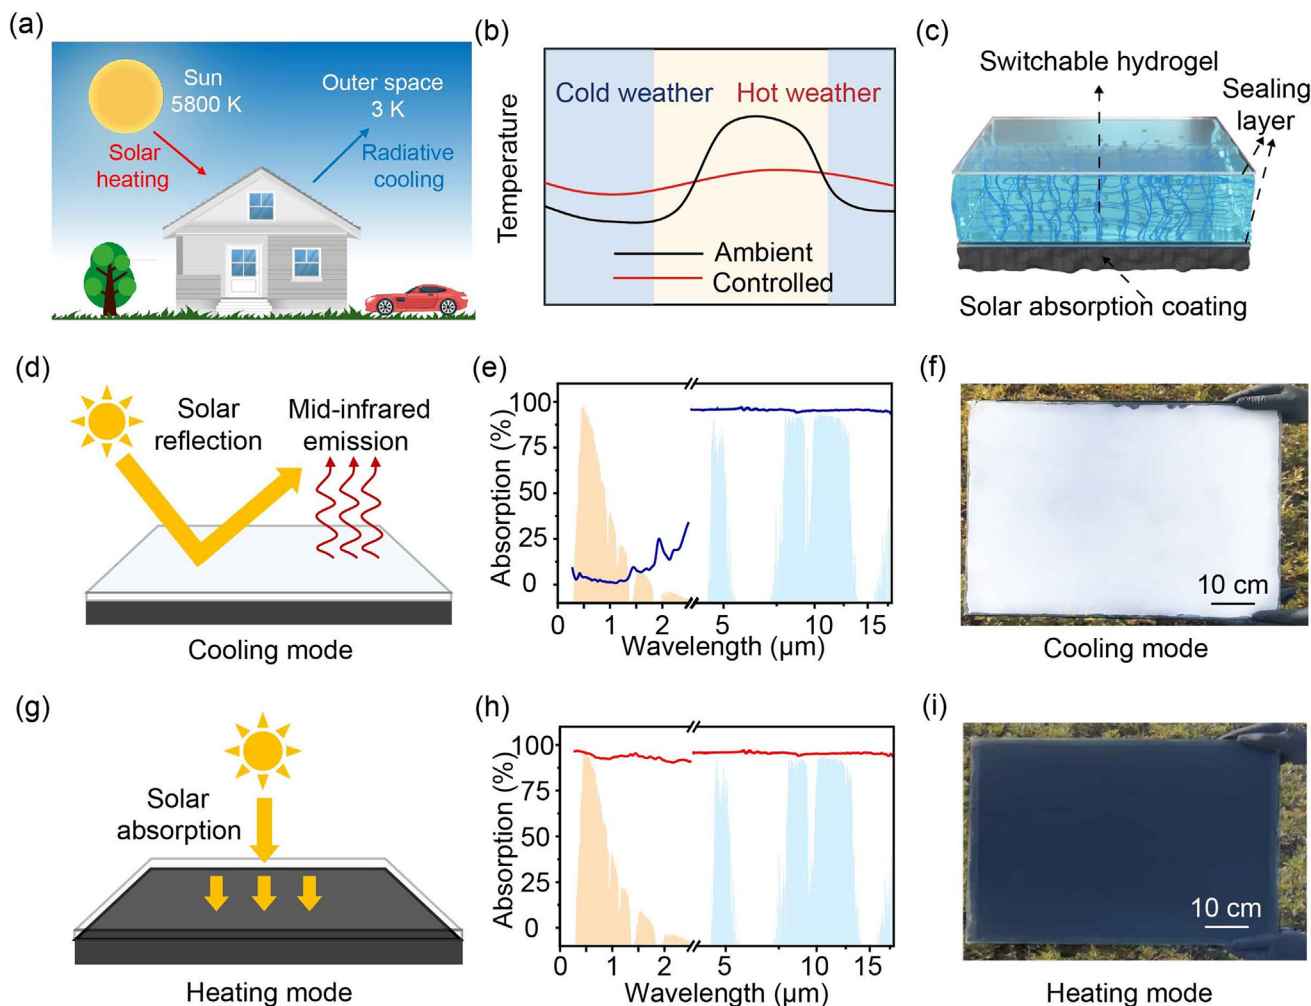 (a)
Sun
5800 K
Outer space
3 K
Solar
heating
Radiative
cooling
(b)
Temperature
Cold weather
Hot weather
Ambient
Controlled
(c)
Switchable hydrogel
Sealing
layer
Solar absorption coating
(d)
Solar
reflection
Mid-infrared
emission
Cooling mode
(e)
Absorption (%)
100
75
50
25
0
0 1 2 5 10 15
Wavelength (µm)
(f)
10 cm
Cooling mode
(g)
Solar
absorption
Heating mode
(h)
Absorption (%)
100
75
50
25
0
0 1 2 5 10 15
Wavelength (µm)
(i)
10 cm
Heating mode